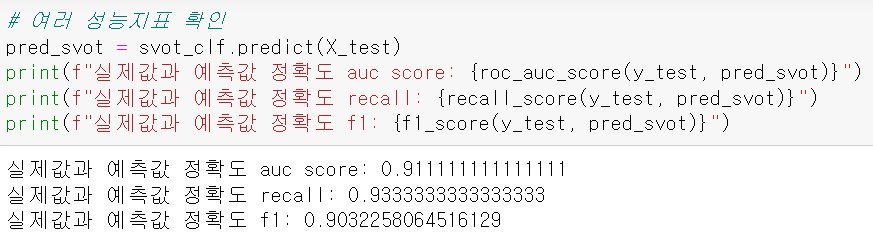 # 여러 성능지표 확인
pred_svot = svot_clf.predict(X_test)
print(f"실제값과 예측값 정확도 auc score: {roc_auc_score(y_test, pred_svot)}")
print(f"실제값과 예측값 정확도 recall: {recall_score(y_test, pred_svot)}")
print(f"실제값과 예측값 정확도 f1: {f1_score(y_test, pred_svot)}")
실제값과 예측값 정확도 auc score: 0.911111111111111
실제값과 예측값 정확도 recall: 0.9333333333333333
실제값과 예측값 정확도 f1: 0.9032258064516129